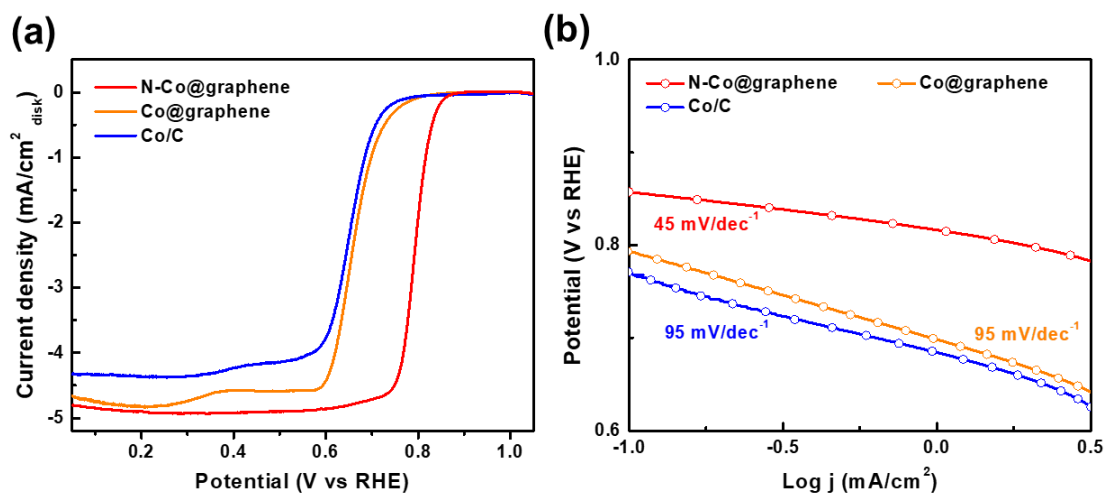 (a)
N-Co@graphene
Co@graphene
Co/C
Current density (mA/cm² disk)
0
-1
-2
-3
-4
-5
0.2 0.4 0.6 0.8 1.0
Potential (V vs RHE)
(b)
N-Co@graphene Co@graphene
Co/C
Potential (V vs RHE)
1.0
0.8
0.6
45 mV/dec⁻¹
95 mV/dec⁻¹
95 mV/dec⁻¹
-1.0 -0.5 0.0 0.5
Log j (mA/cm²)